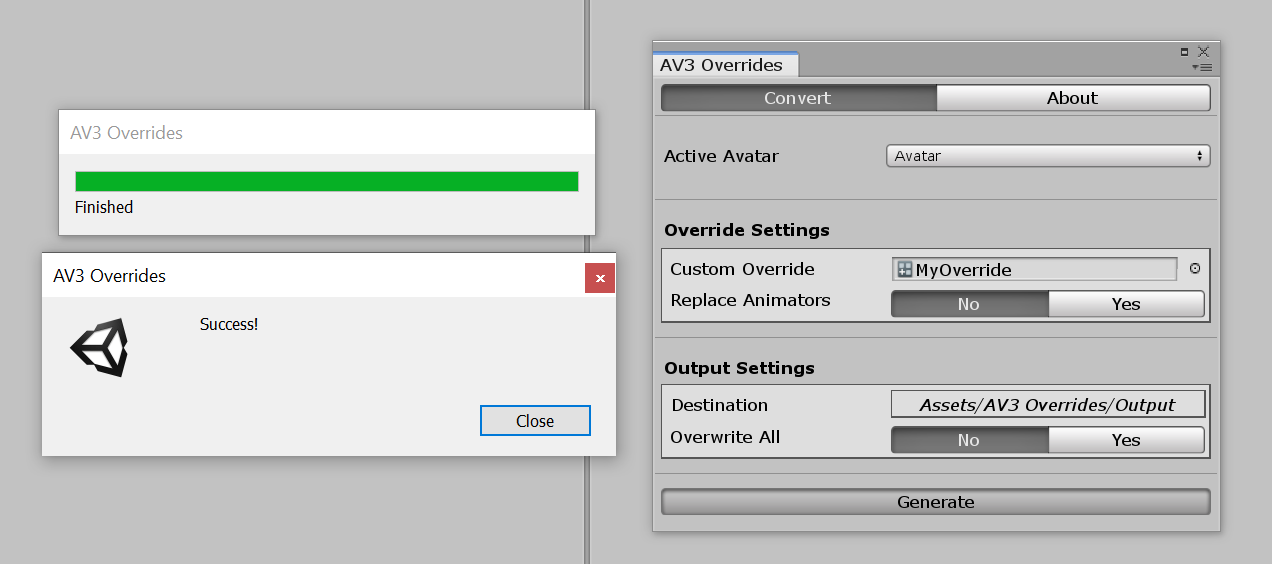 AV3 Overrides
Finished
AV3 Overrides
Success!
Close
AV3 Overrides
Convert About
Active Avatar Avatar
Override Settings
Custom Override MyOverride
Replace Animators No Yes
Output Settings
Destination Assets/AV3 Overrides/Output
Overwrite All No Yes
Generate